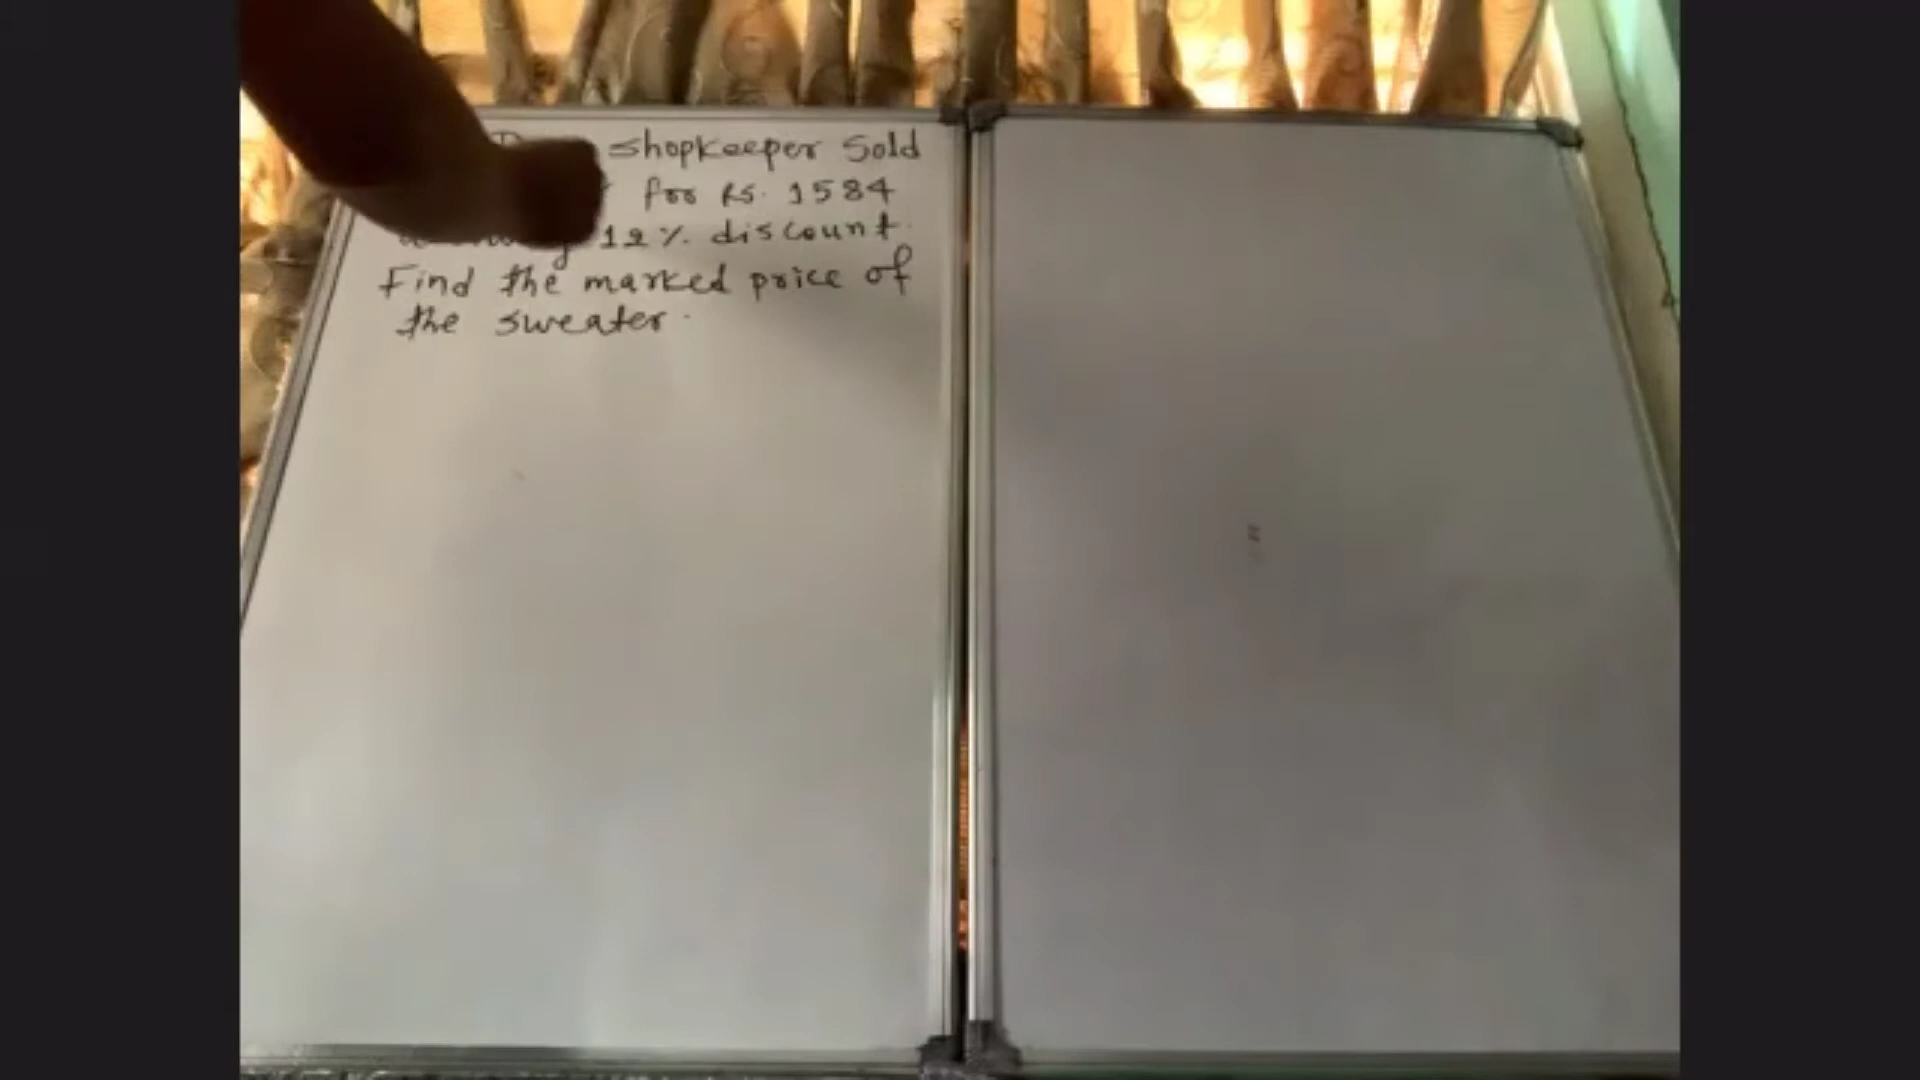 shopkeeper sold
for Rs. 1584
12% discount.
Find the marked price of
the sweater.